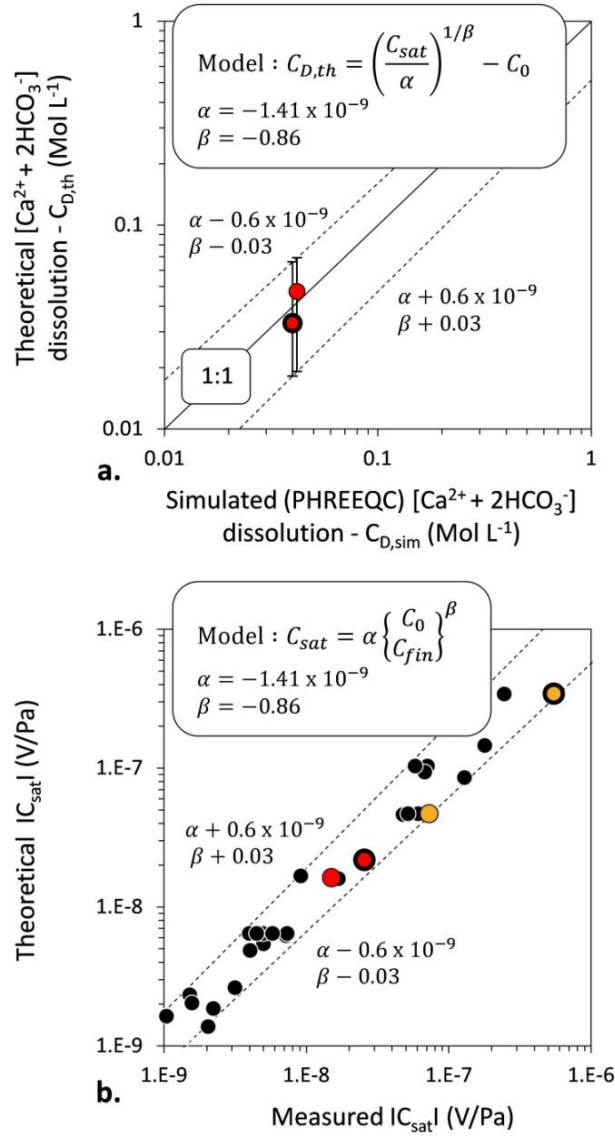 1
Model : C_{D,th} = (C_{sat}/α)^{1/β} − C_0
α = −1.41 x 10^{-9}
β = −0.86
Theoretical [Ca²⁺ + 2HCO₃⁻]
dissolution - C_{D,th} (Mol L⁻¹)
0.1
α − 0.6 x 10^{-9}
β − 0.03
α + 0.6 x 10^{-9}
β + 0.03
1:1
0.01
a.
0.01 0.1 1
Simulated (PHREEQC) [Ca²⁺ + 2HCO₃⁻]
dissolution - C_{D,sim} (Mol L⁻¹)
1.E-6
Model : C_{sat} = α {C_0 C_{fin}}^β
α = −1.41 x 10^{-9}
β = −0.86
Theoretical IC_{sat}I (V/Pa)
1.E-7
α + 0.6 x 10^{-9}
β + 0.03
1.E-8
α − 0.6 x 10^{-9}
β − 0.03
1.E-9
b.
1.E-9 1.E-8 1.E-7 1.E-6
Measured IC_{sat}I (V/Pa)